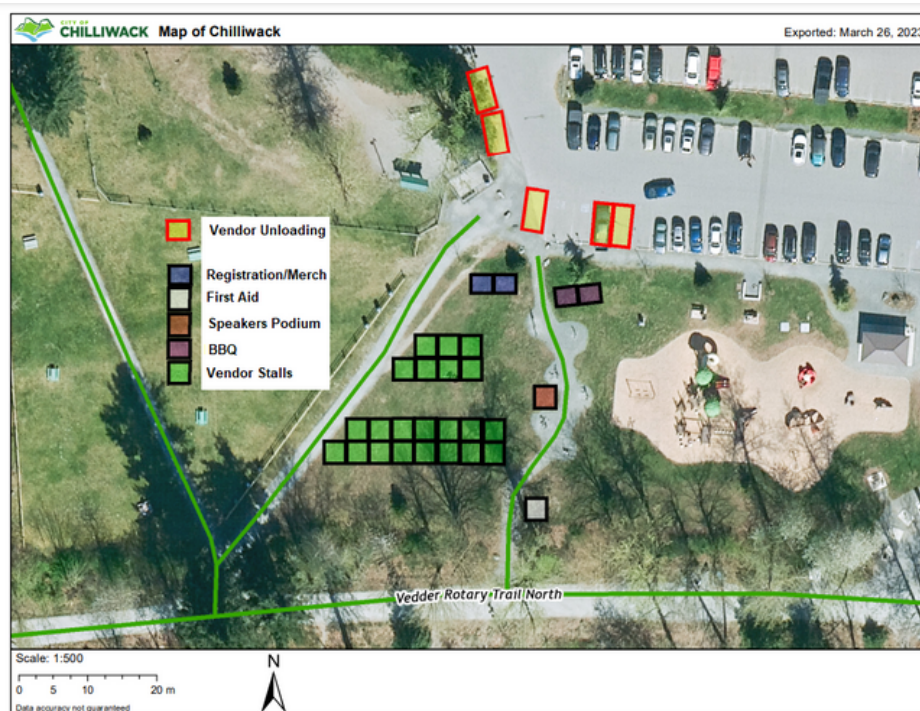 CITY OF
CHILLIWACK Map of Chilliwack
Exported: March 26, 2023
Vendor Unloading
Registration/Merch
First Aid
Speakers Podium
BBQ
Vendor Stalls
Vedder Rotary Trail North
Scale: 1:500
N
0 5 10 20 m
Data accuracy not guaranteed